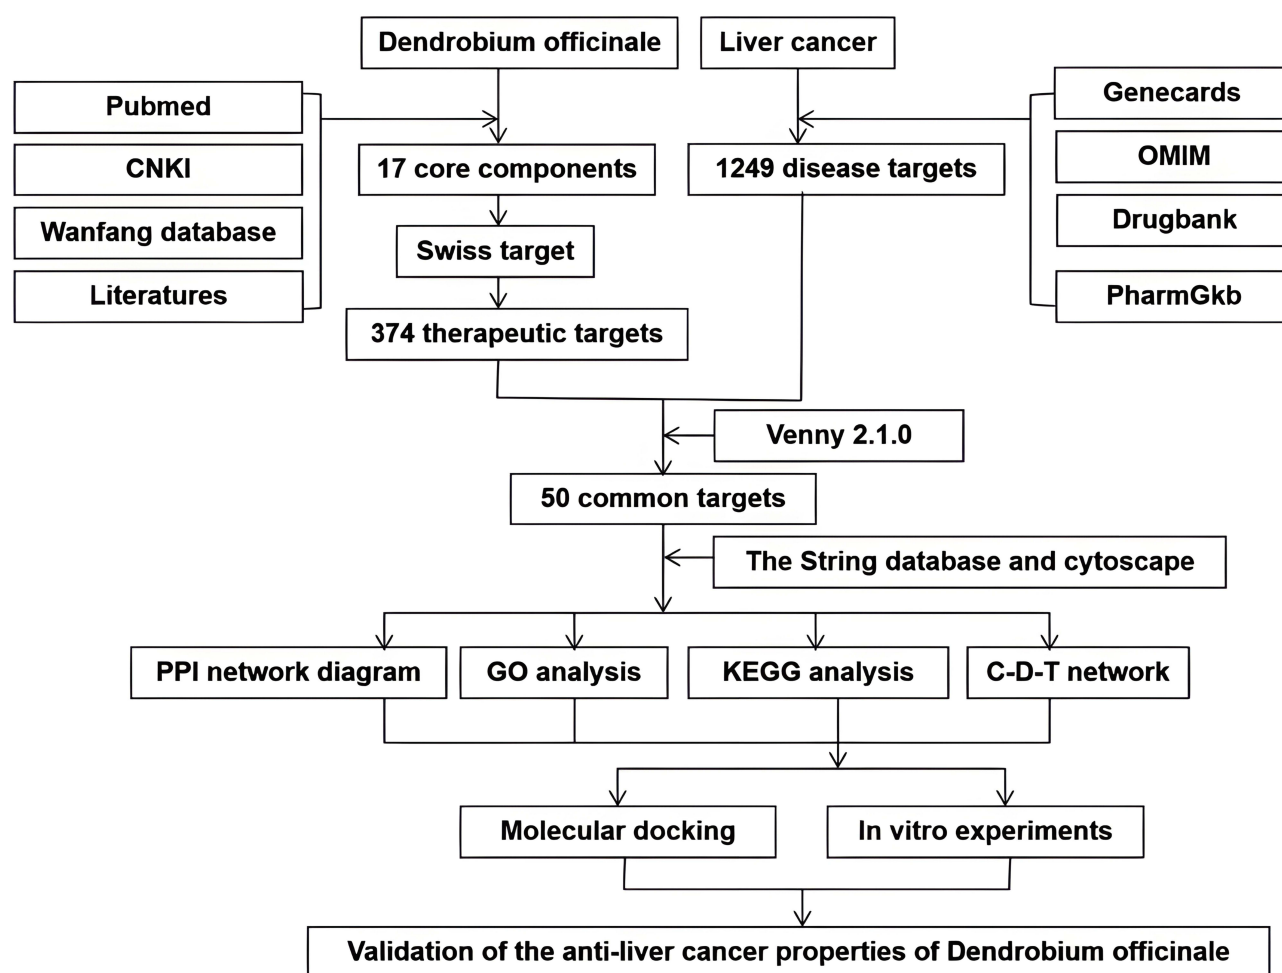 Dendrobium officinale
Liver cancer
Pubmed
CNKI
Wanfang database
Literatures
Genecards
OMIM
Drugbank
PharmGkb
17 core components
1249 disease targets
Swiss target
374 therapeutic targets
Venny 2.1.0
50 common targets
The String database and cytoscape
PPI network diagram
GO analysis
KEGG analysis
C-D-T network
Molecular docking
In vitro experiments
Validation of the anti-liver cancer properties of Dendrobium officinale